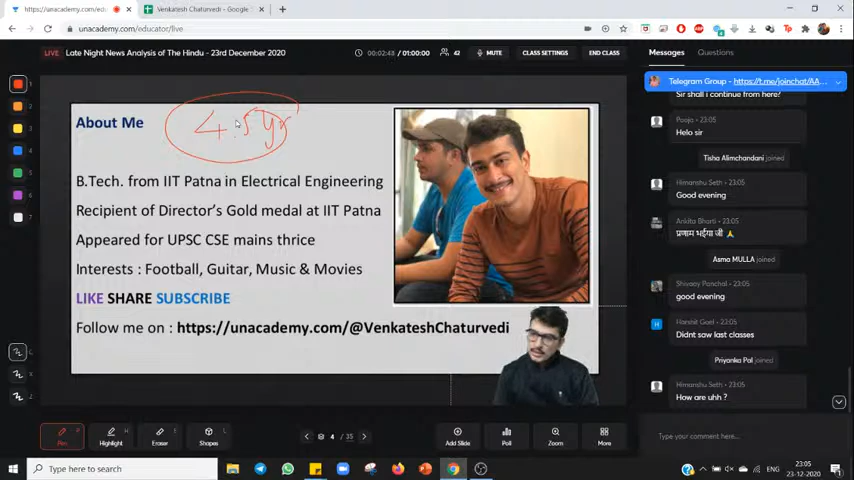 https://unacademy.com/edu
Venkatesh Chaturvedi - Google
unacademy.com/educator/live
LIVE Late Night News Analysis of The Hindu - 23rd December 2020
00:02:48 / 01:00:00
42
MUTE
CLASS SETTINGS
END CLASS
Messages
Questions
Telegram Group - https://t.me/joinchat/AA...
Sir shall i continue from here?
Pooja • 23:05
Helo sir
Tisha Alimchandani joined
Himanshu Seth • 23:05
Good evening
Ankita Bharti • 23:05
प्रणाम भईया जी
Asma MULLA joined
Shivaay Panchal • 23:05
good evening
Harshit Goel • 23:05
Didnt saw last classes
Priyanka Pal joined
Himanshu Seth • 23:05
How are uhh ?
Type your comment here...
About Me
4.5 yr
B.Tech. from IIT Patna in Electrical Engineering
Recipient of Director's Gold medal at IIT Patna
Appeared for UPSC CSE mains thrice
Interests : Football, Guitar, Music & Movies
LIKE SHARE SUBSCRIBE
Follow me on : https://unacademy.com/@VenkateshChaturvedi
1
2
3
4
5
6
7
Pen
Highlight
Eraser
Shapes
4 / 35
Add Slide
Poll
Zoom
More
Type here to search
ENG
23:05
23-12-2020